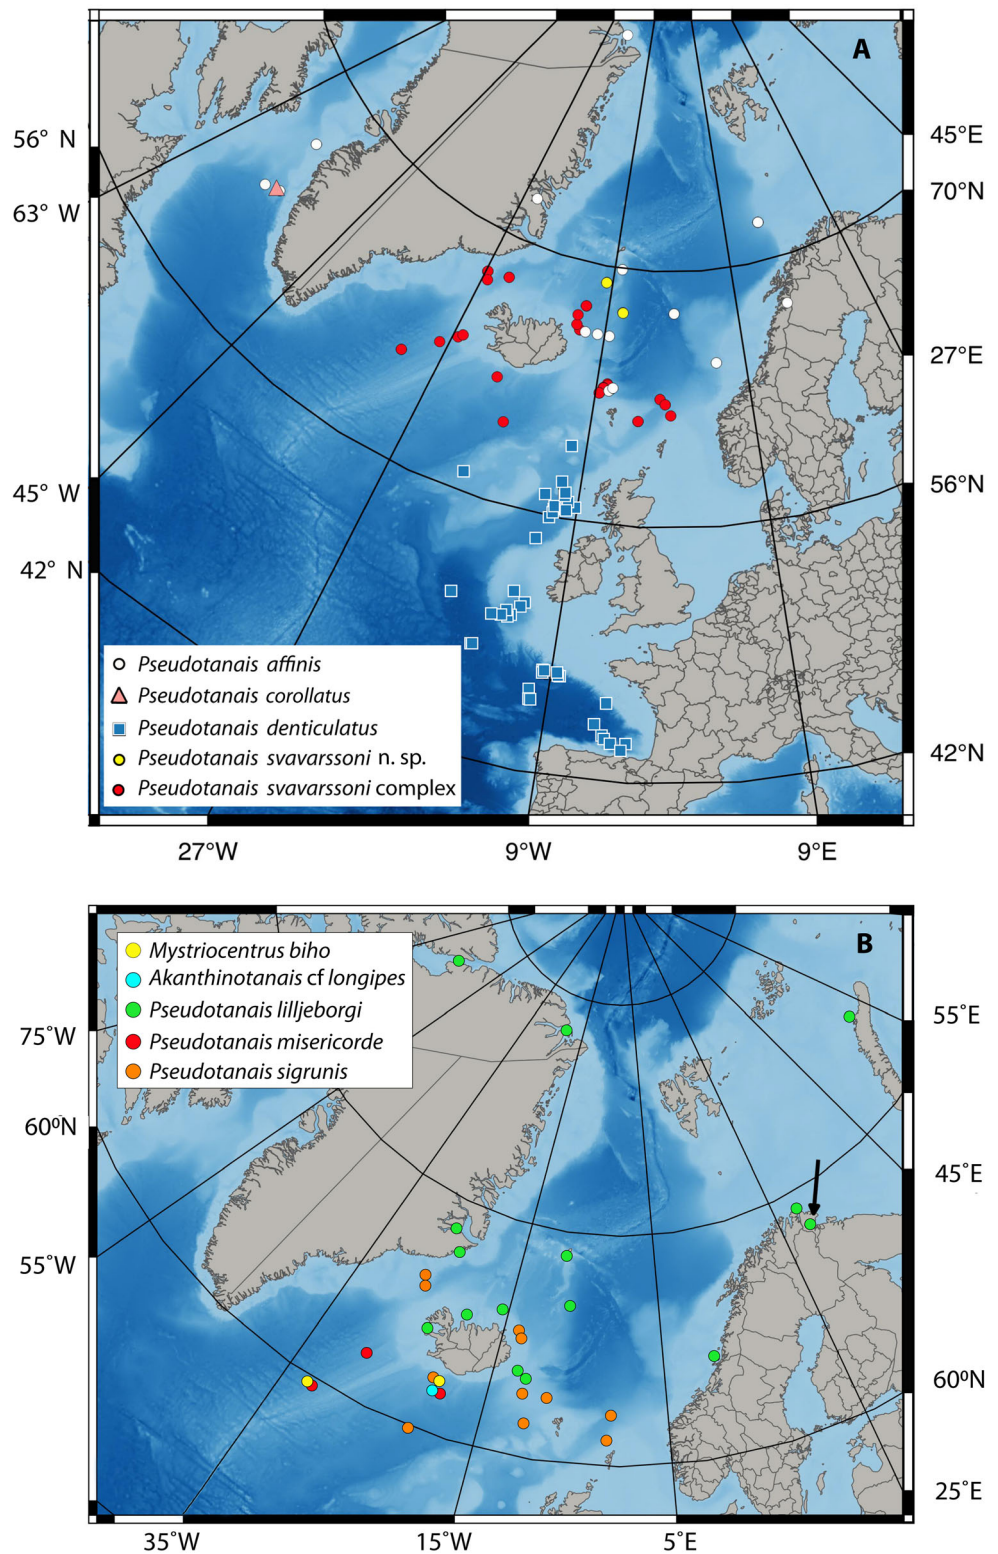 A
56° N
63° W
45° W
42° N
45°E
70°N
27°E
56°N
42°N
Pseudotanais affinis
Pseudotanais corollatus
Pseudotanais denticulatus
Pseudotanais svavarssoni n. sp.
Pseudotanais svavarssoni complex
27°W
9°W
9°E
B
Mystriocentrus biho
Akanthinotanais cf longipes
Pseudotanais lilljeborgi
Pseudotanais misericorde
Pseudotanais sigrunis
75°W
60ºN
55°W
55°E
45°E
60ºN
25°E
35°W
15°W
5°E